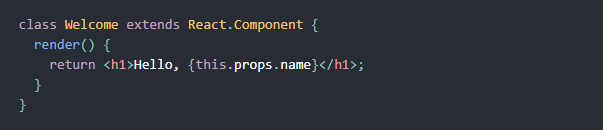 class Welcome extends React.Component {
  render() {
    return <h1>Hello, {this.props.name}</h1>;
  }
}